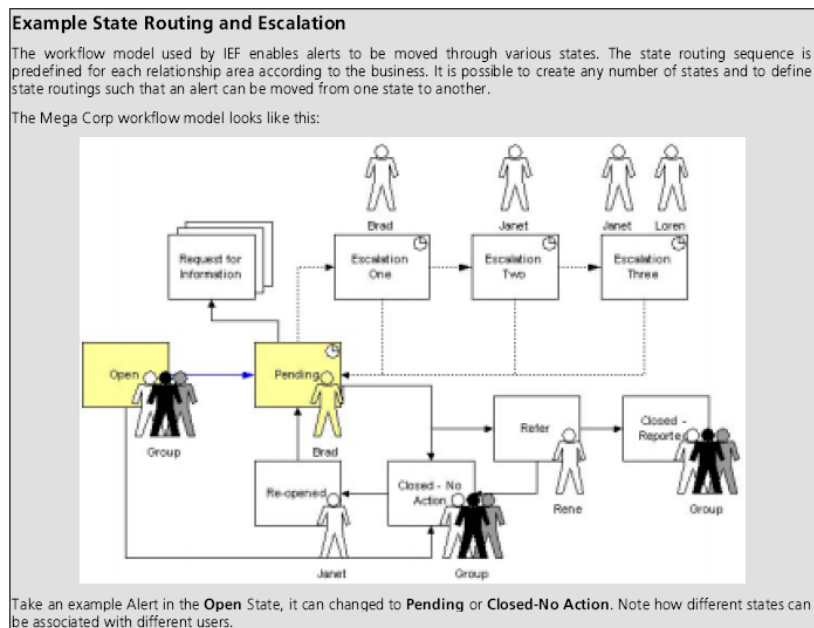 Example State Routing and Escalation
The workflow model used by IEF enables alerts to be moved through various states. The state routing sequence is
predefined for each relationship area according to the business. It is possible to create any number of states and to define
state routings such that an alert can be moved from one state to another.
The Mega Corp workflow model looks like this:
Brad
Janet
Janet
Loren
Request for
Information
Escalation
One
Escalation
Two
Escalation
Three
Open
Group
Pending
Brad
Refer
Rene
Closed -
Reporte
Group
Re-opened
Janet
Closed - No
Action
Group
Take an example Alert in the Open State, it can changed to Pending or Closed-No Action. Note how different states can
be associated with different users.